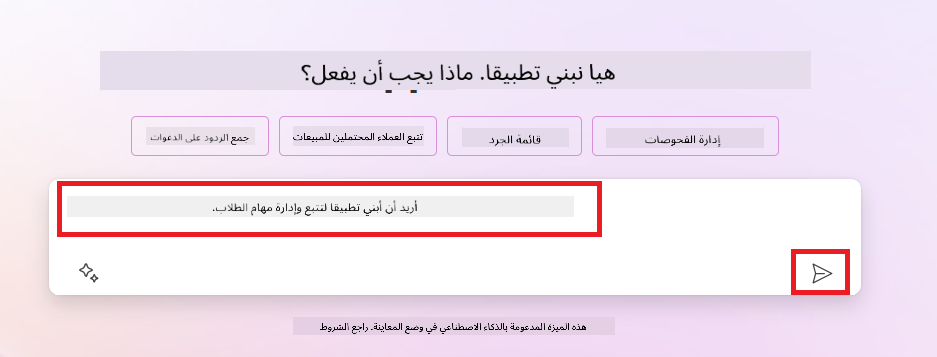 هيا نبني تطبيقا. ماذا يجب أن يفعل؟
إدارة الفحوصات
قائمة الجرد
تتبع العملاء المحتملين للمبيعات
جمع الردود على الدعوات
أريد أن أبني تطبيقا لتتبع وإدارة مهام الطلاب.
هذه الميزة المدعومة بالذكاء الاصطناعي في وضع المعاينة. راجع الشروط